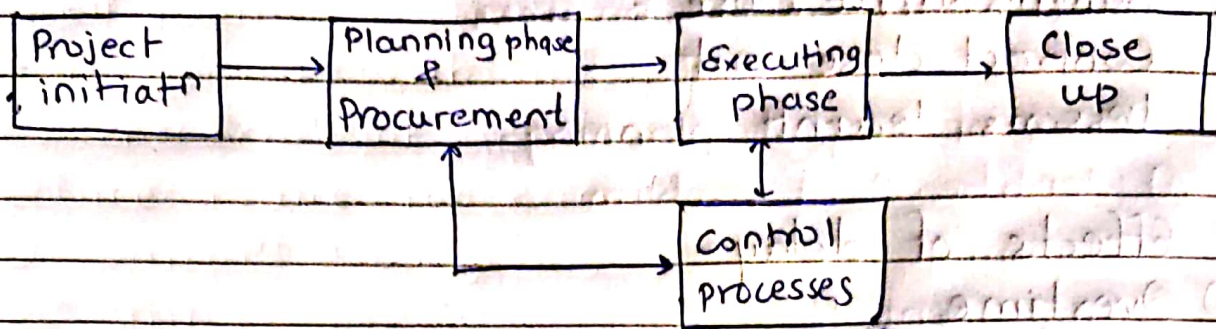 Project
initiatn
Planning phase
&
Procurement
Executing
phase
Close
up
Controll
processes